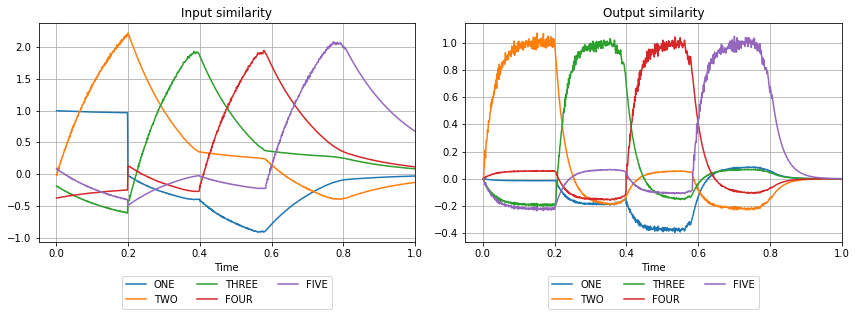 Input similarity
2.0
1.5
1.0
0.5
0.0
−0.5
−1.0
0.0 0.2 0.4 0.6 0.8 1.0
Time
ONE THREE FIVE
TWO FOUR
Output similarity
1.0
0.8
0.6
0.4
0.2
0.0
−0.2
−0.4
0.0 0.2 0.4 0.6 0.8 1.0
Time
ONE THREE FIVE
TWO FOUR